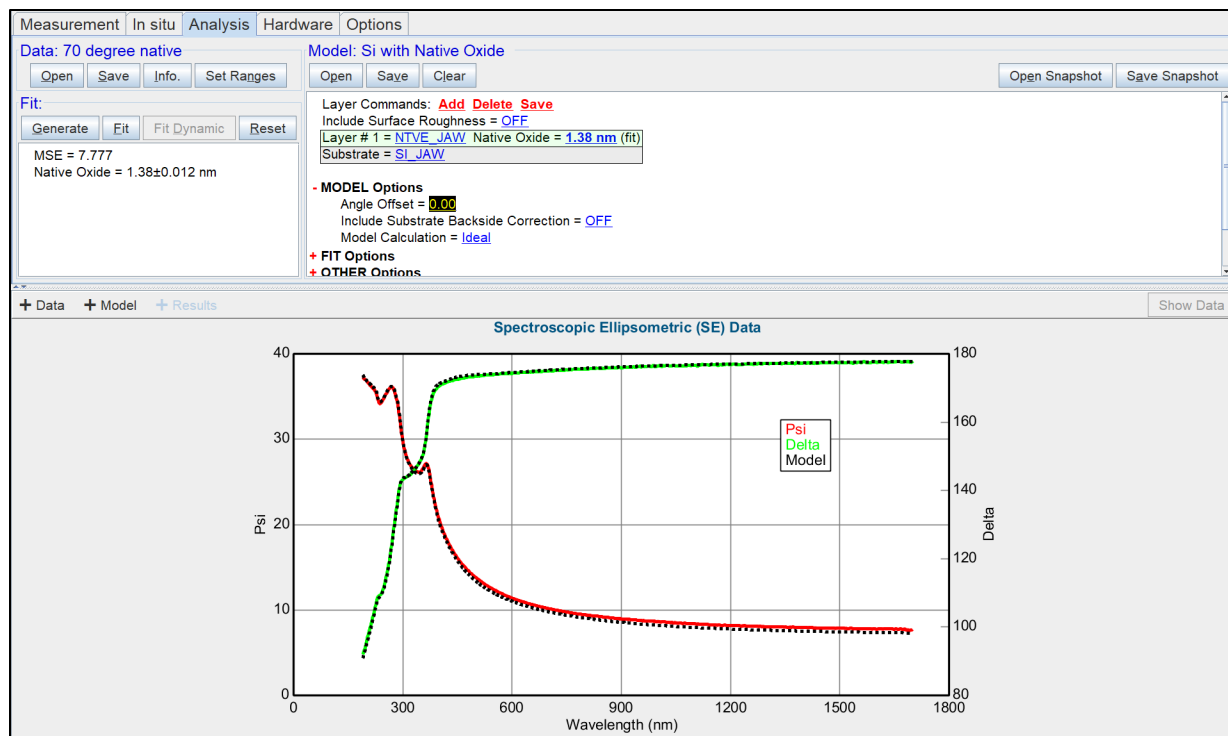 Measurement In situ Analysis Hardware Options
Data: 70 degree native
Open Save Info. Set Ranges
Fit:
Generate Fit Fit Dynamic Reset
MSE = 7.777
Native Oxide = 1.38±0.012 nm
Model: Si with Native Oxide
Open Save Clear Open Snapshot Save Snapshot
Layer Commands: Add Delete Save
Include Surface Roughness = OFF
Layer # 1 = NTVE_JAW Native Oxide = 1.38 nm (fit)
Substrate = SI_JAW
- MODEL Options
Angle Offset = 0.00
Include Substrate Backside Correction = OFF
Model Calculation = Ideal
+ FIT Options
+ OTHER Options
+ Data + Model + Results Show Data
Spectroscopic Ellipsometric (SE) Data
40
30
20
10
0
Psi
Psi
Delta
Model
180
160
140
120
100
80
Delta
0 300 600 900 1200 1500 1800
Wavelength (nm)